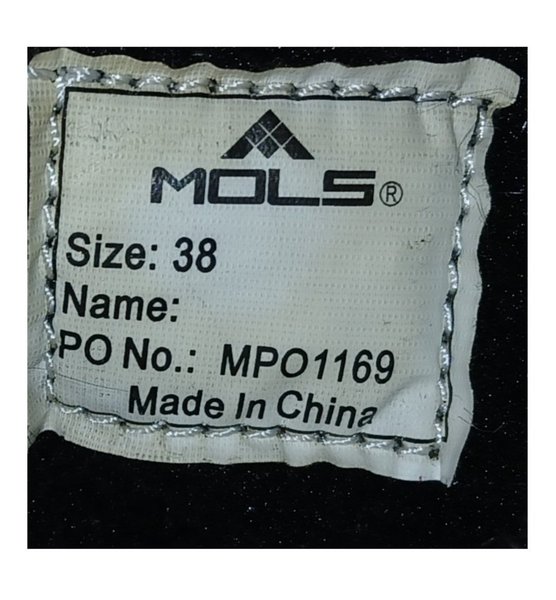 MOLS®
Size: 38
Name:
PO No.: MPO1169
Made In China